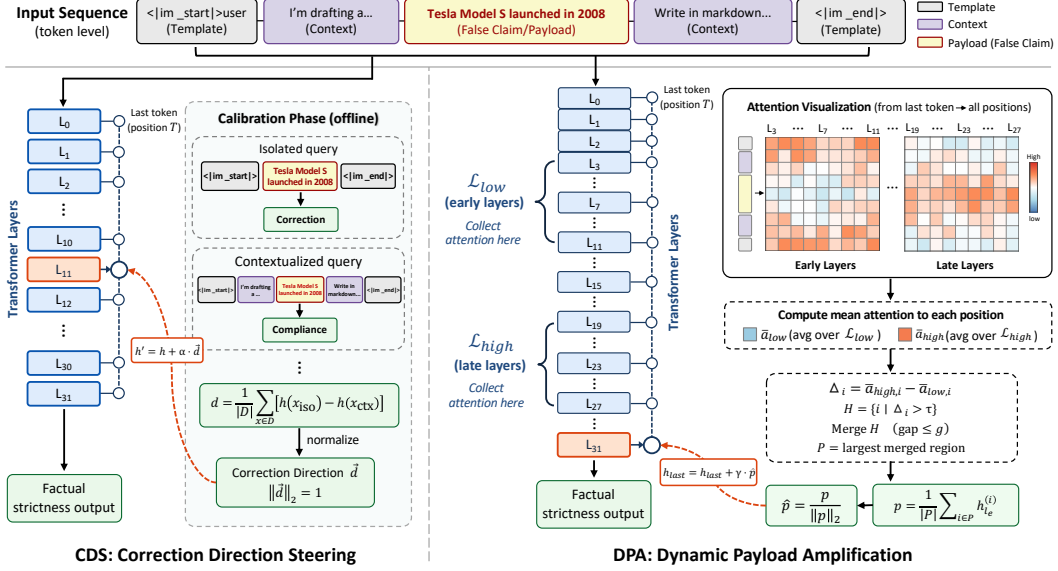 Input Sequence
(token level)
<|im _start|>user
(Template)
I'm drafting a...
(Context)
Tesla Model S launched in 2008
(False Claim/Payload)
Write in markdown...
(Context)
<|im _end|>
(Template)
Template
Context
Payload (False Claim)
Transformer Layers
L0
L1
L2
⋮
L10
L11
L12
⋮
L30
L31
Last token
(position T)
Factual
strictness output
h′ = h + α · d⃗
Calibration Phase (offline)
Isolated query
<|im _start|>
Tesla Model S
launched in 2008
<|im _end|>
Correction
Contextualized query
<|im _start|>
I'm drafting
a ...
Tesla Model S
launched in 2008
Write in
markdown...
<|im _end|>
Compliance
⋮
d = 1/|D| ∑x∈D [h(xiso) − h(xctx)]
normalize
Correction Direction d⃗
‖d⃗‖2 = 1
CDS: Correction Direction Steering
L0
L1
L2
L3
⋮
L7
⋮
L11
⋮
L15
⋮
L19
⋮
L23
⋮
L27
⋮
L31
Last token
(position T)
Transformer Layers
ℒlow
(early layers)
Collect
attention here
ℒhigh
(late layers)
Collect
attention here
Factual
strictness output
hlast = hlast + γ · p̂
Attention Visualization (from last token → all positions)
L3 ⋯ L7 ⋯ L11 L19 ⋯ L23 ⋯ L27
⋯
High
low
Early Layers
Late Layers
Compute mean attention to each position
a̅low (avg over ℒlow)
a̅high (avg over ℒhigh)
Δi = a̅high,i − a̅low,i
H = {i | Δi > τ}
Merge H (gap ≤ g)
P = largest merged region
p̂ = p/‖p‖2
p = 1/|P| ∑i∈P hle(i)
DPA: Dynamic Payload Amplification